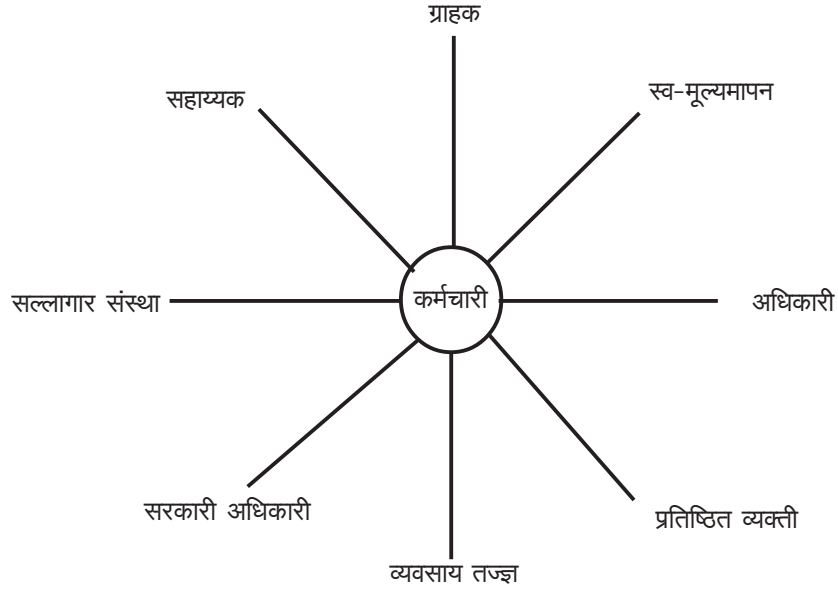 ग्राहक
स्व-मूल्यमापन
सहाय्यक
कर्मचारी
सल्लागार संस्था
अधिकारी
सरकारी अधिकारी
प्रतिष्ठित व्यक्ती
व्यवसाय तज्ज्ञ